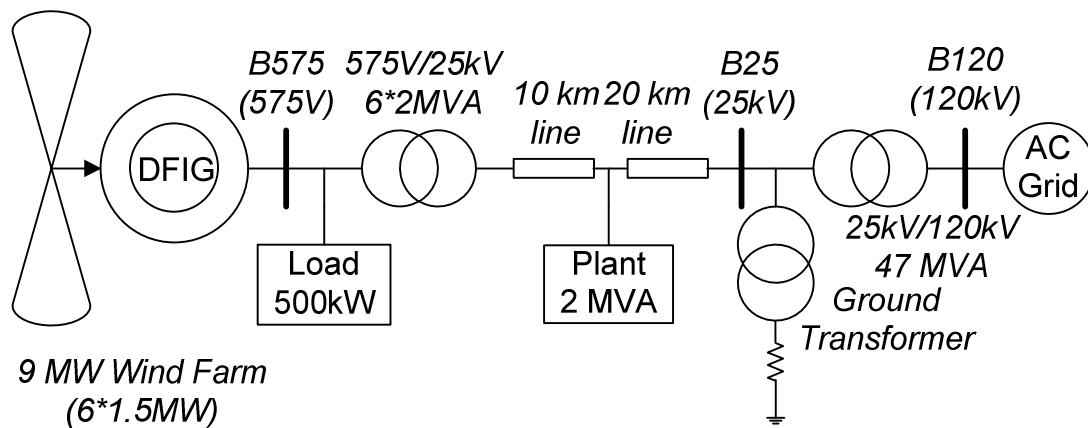 B575
(575V)
575V/25kV
6*2MVA
10 km
line
20 km
line
B25
(25kV)
B120
(120kV)
DFIG
AC
Grid
Load
500kW
Plant
2 MVA
25kV/120kV
47 MVA
Ground
Transformer
9 MW Wind Farm
(6*1.5MW)